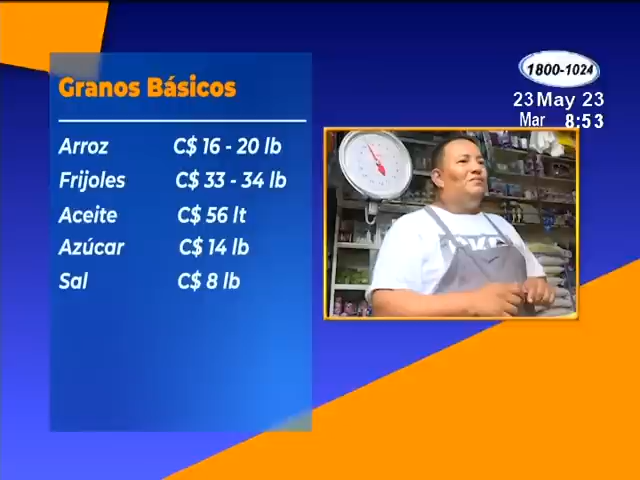 Granos Básicos
Arroz C$ 16 - 20 lb
Frijoles C$ 33 - 34 lb
Aceite C$ 56 lt
Azúcar C$ 14 lb
Sal C$ 8 lb
1800-1024
23 May 23
Mar 8:53